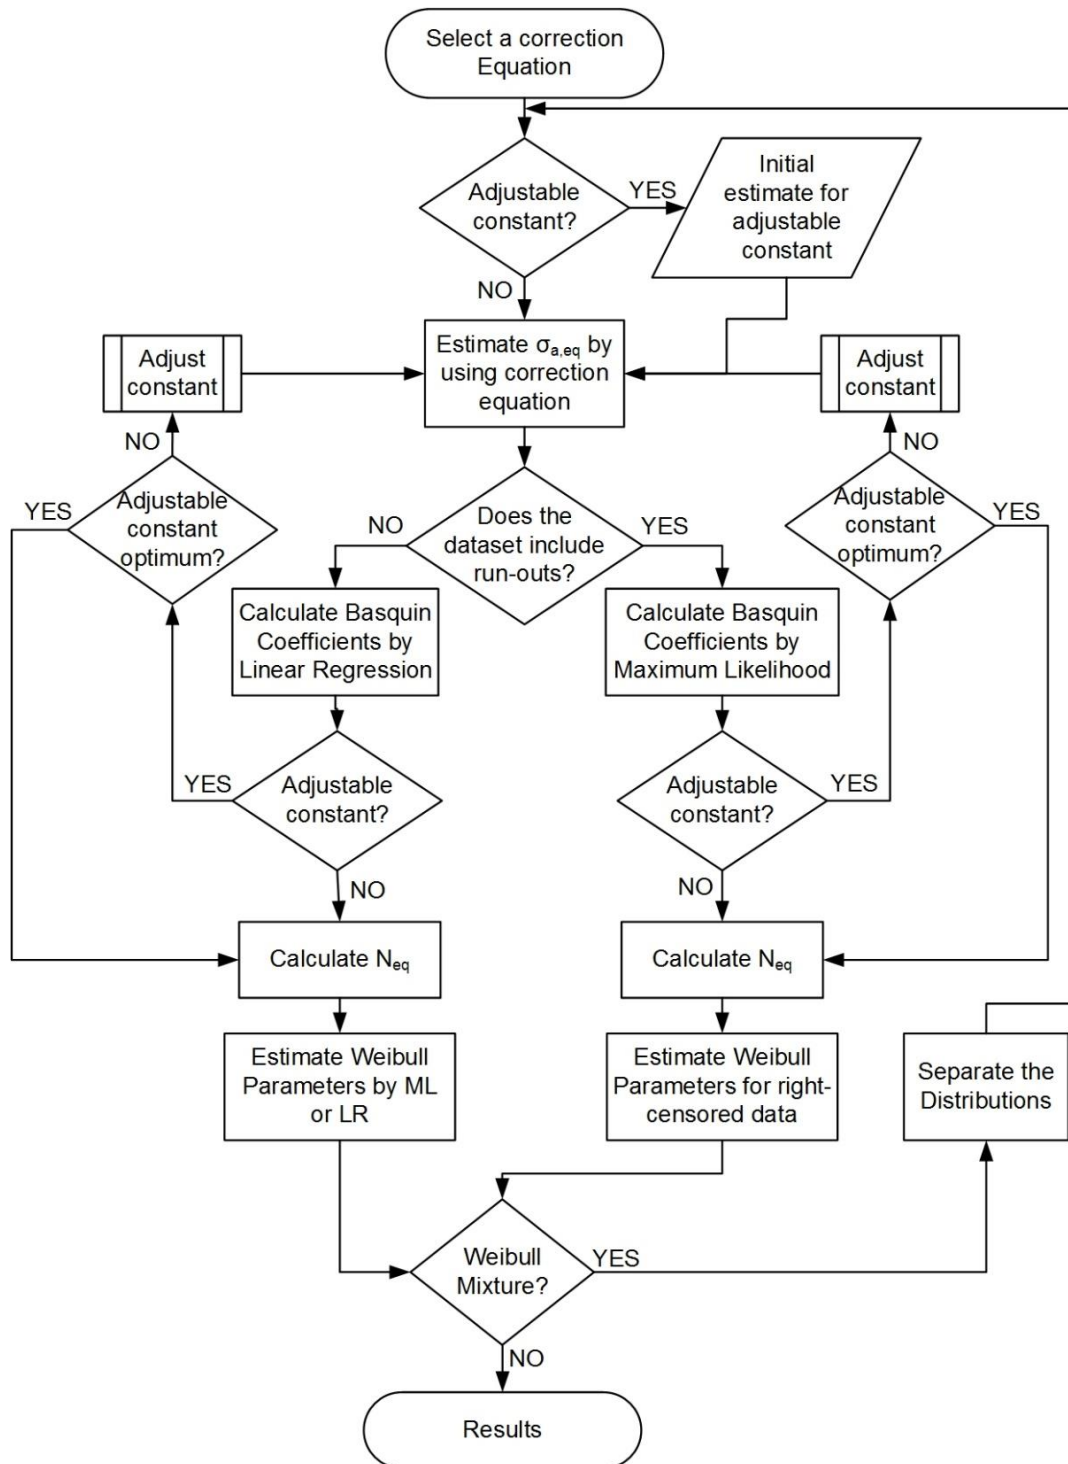 Select a correction
Equation
Adjustable
constant?
YES
Initial
estimate for
adjustable
constant
NO
Adjust
constant
Estimate σa,eq by
using correction
equation
Adjust
constant
NO
NO
YES
Adjustable
constant
optimum?
NO
Does the
dataset include
run-outs?
YES
Adjustable
constant
optimum?
YES
Calculate Basquin
Coefficients by
Linear Regression
Calculate Basquin
Coefficients by
Maximum Likelihood
YES
Adjustable
constant?
Adjustable
constant?
YES
NO
NO
Calculate Neq
Calculate Neq
Estimate Weibull
Parameters by ML
or LR
Estimate Weibull
Parameters for right-
censored data
Separate the
Distributions
Weibull
Mixture?
YES
NO
Results